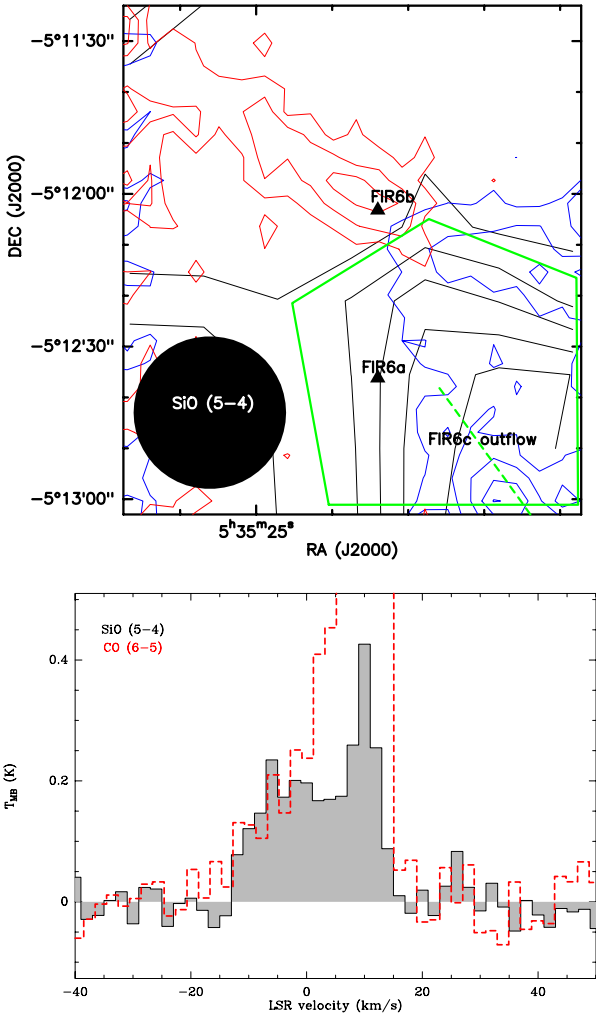 −5°11'30"
−5°12'00"
−5°12'30"
−5°13'00"
DEC (J2000)
FIR6b
FIR6a
SiO (5−4)
FIR6c outflow
5ʰ35ᵐ25ˢ
RA (J2000)
SiO (5−4)
CO (6−5)
0.4
0.2
0
T_MB (K)
−40
−20
0
20
40
LSR velocity (km/s)